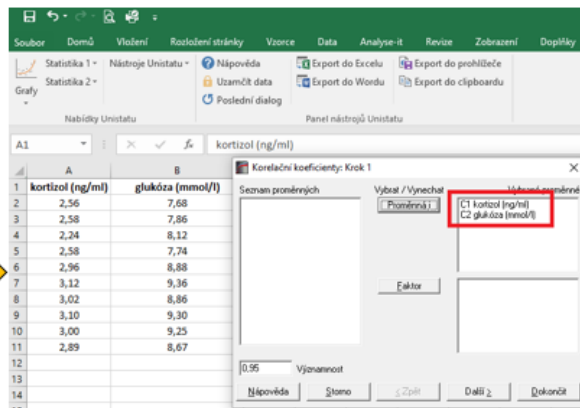 Soubor Domů Vložení Rozložení stránky Vzorce Data Analyse-it Revize Zobrazení Doplňky
Statistika 1 Nástroje Unistatu Nápověda Export do Excelu Export do prohlížeče
Grafy Statistika 2 Uzamčít data Export do Wordu Export do clipboardu
Poslední dialog
Nabídky Unistatu Panel nástrojů Unistatu
A1 fx kortizol (ng/ml)
A B
1 kortizol (ng/ml) glukóza (mmol/l)
2 2,56 7,68
3 2,58 7,86
4 2,24 8,12
5 2,58 7,74
6 2,96 8,88
7 3,12 9,36
8 3,02 8,86
9 3,10 9,30
10 3,00 9,25
11 2,89 8,67
12
13
14
Korelační koeficienty: Krok 1
Seznam proměnných Vybrat / Vynechat Vybrané proměnné
Proměnná i C1 kortizol (ng/ml)
C2 glukóza (mmol/l)
Faktor
0,95 Významnost
Nápověda Storno < Zpět Další > Dokončit